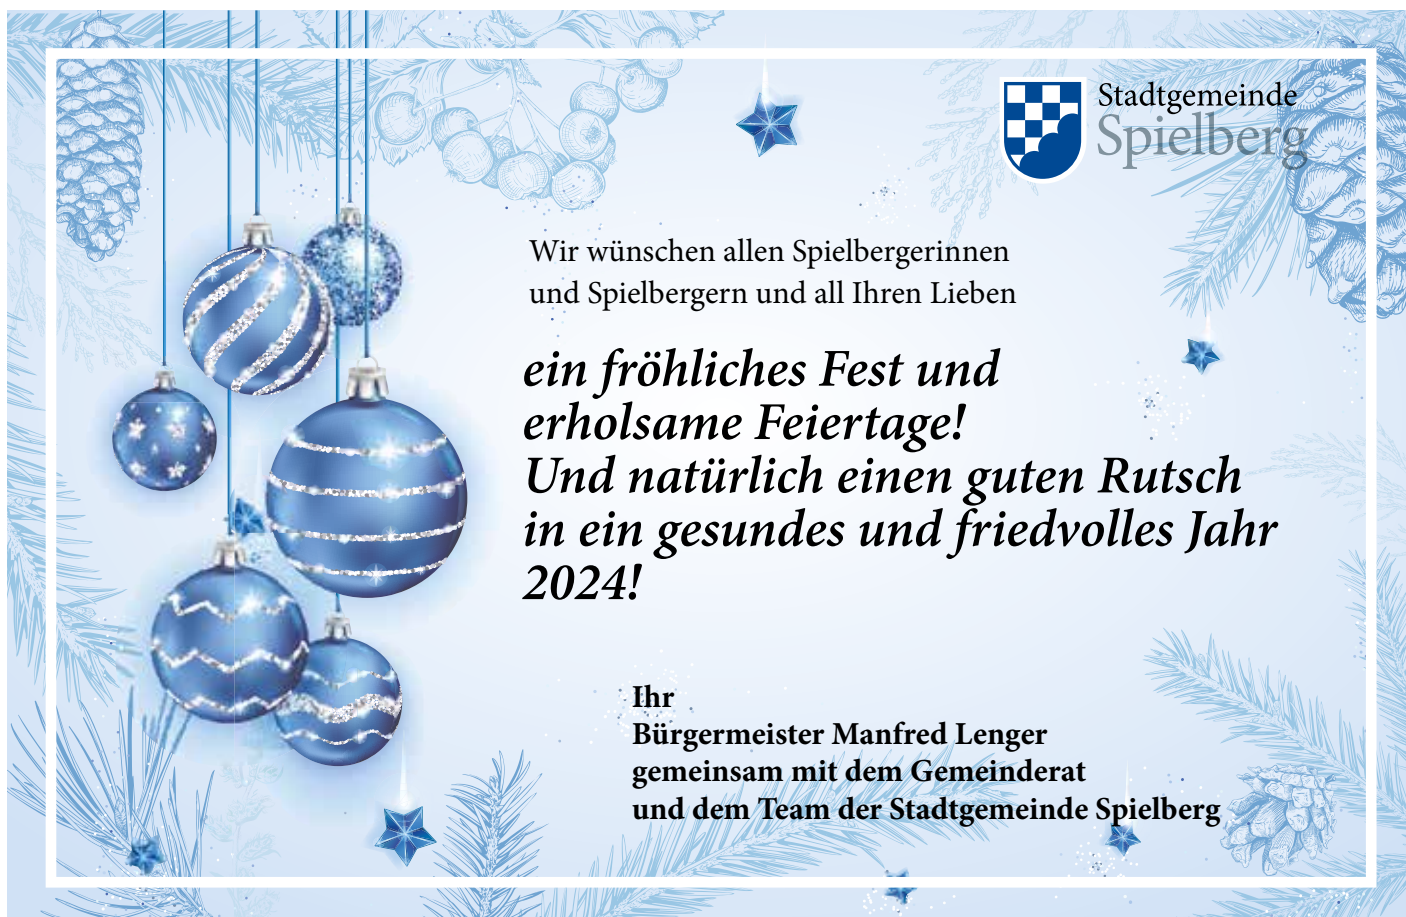 Stadtgemeinde
Spielberg
Wir wünschen allen Spielbergerinnen
und Spielbergern und all Ihren Lieben
ein fröhliches Fest und
erholsame Feiertage!
Und natürlich einen guten Rutsch
in ein gesundes und friedvolles Jahr
2024!
Ihr
Bürgermeister Manfred Lenger
gemeinsam mit dem Gemeinderat
und dem Team der Stadtgemeinde Spielberg